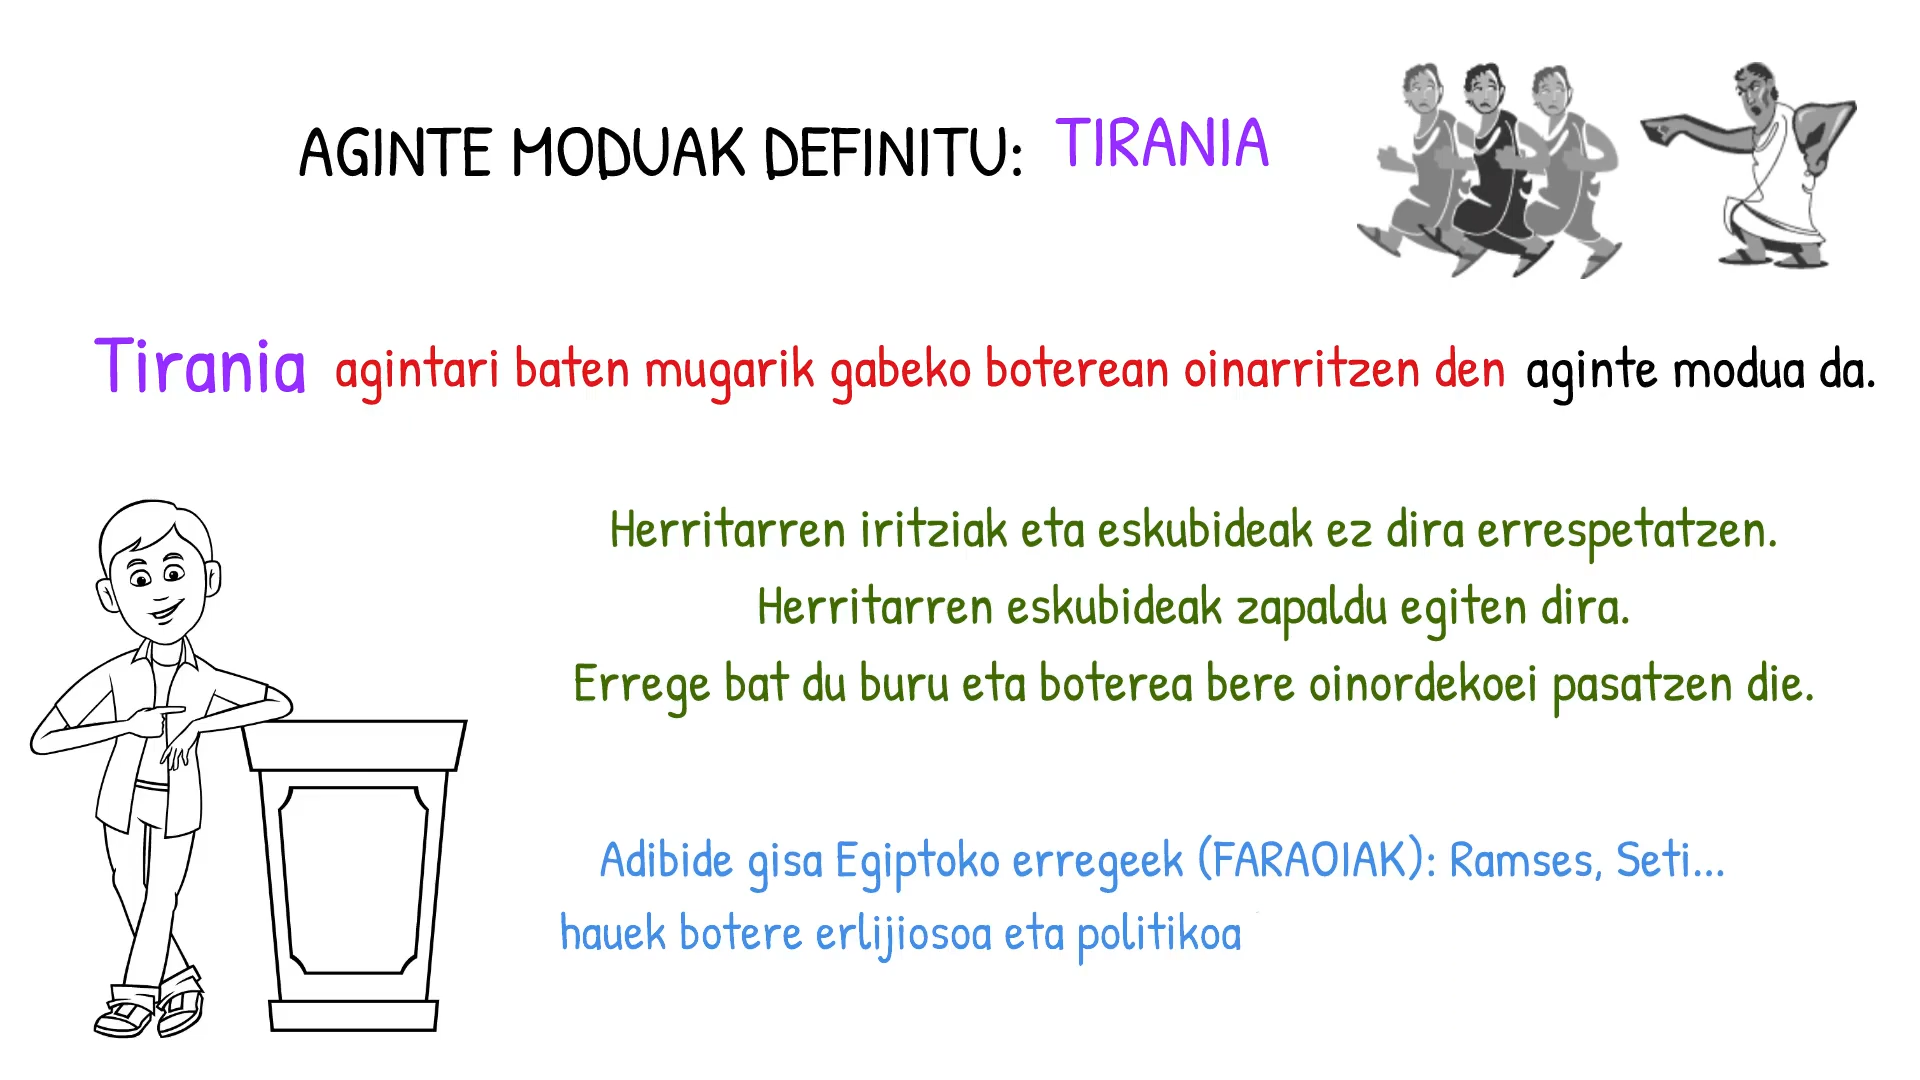 AGINTE MODUAK DEFINITU: TIRANIA
Tirania agintari baten mugarik gabeko boterean oinarritzen den aginte modua da.
Herritarren iritziak eta eskubideak ez dira errespetatzen.
Herritarren eskubideak zapaldu egiten dira.
Errege bat du buru eta boterea bere oinordekoei pasatzen die.
Adibide gisa Egiptoko erregeek (FARAOIAK): Ramses, Seti...
hauek botere erlijiosoa eta politikoa